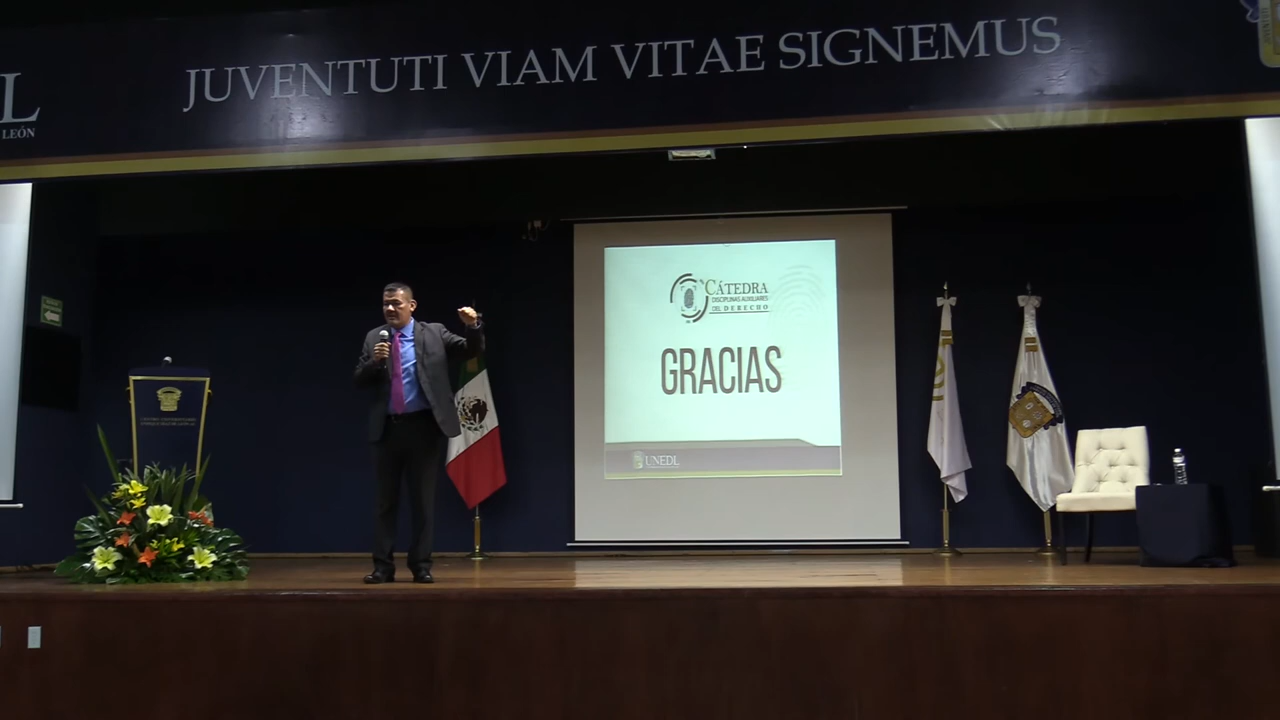 JUVENTUTI VIAM VITAE SIGNEMUS
L
LEÓN
CÁTEDRA
DISCIPLINAS AUXILIARES
DEL DERECHO
GRACIAS
UNEDL